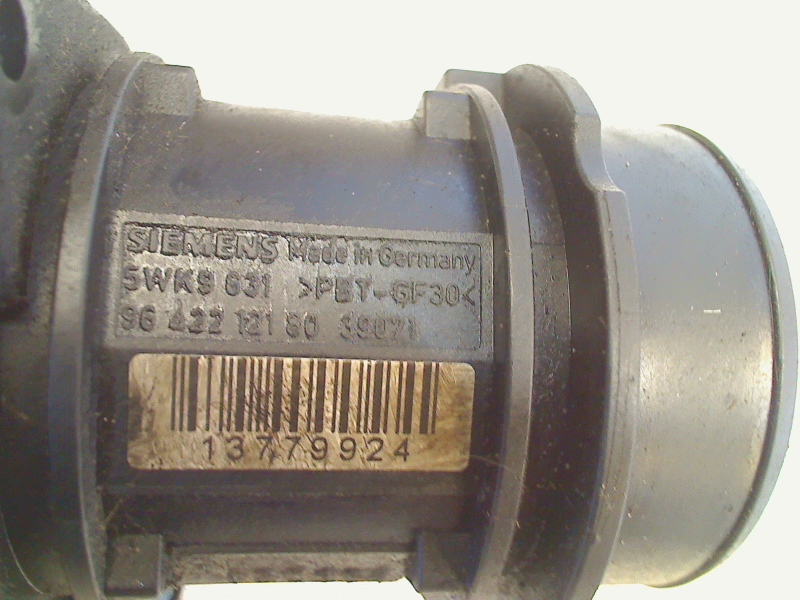 SIEMENS Made in Germany
5WK9 631 >PBT-GF30<
96 422 121 80 39071
13779924